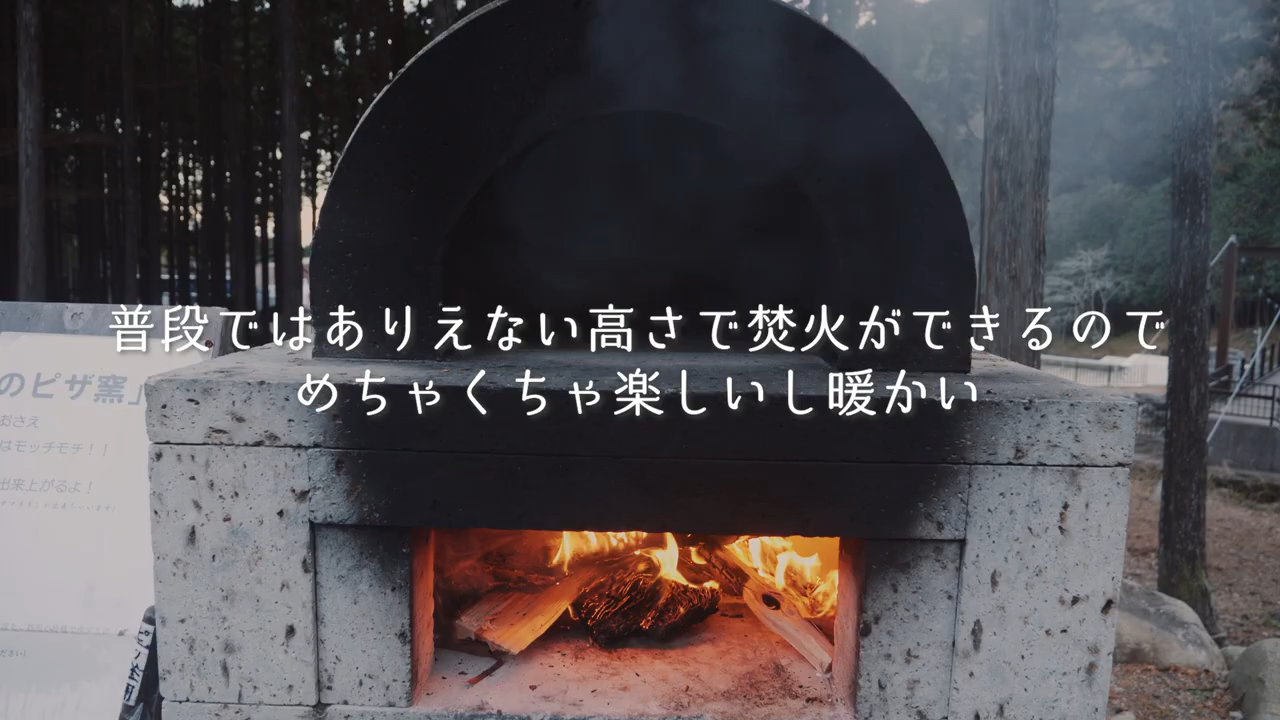 普段ではありえない高さで焚火ができるので
めちゃくちゃ楽しいし暖かい
のピザ窯」
おさえ
はモッチモチ！！
出来上がるよ！